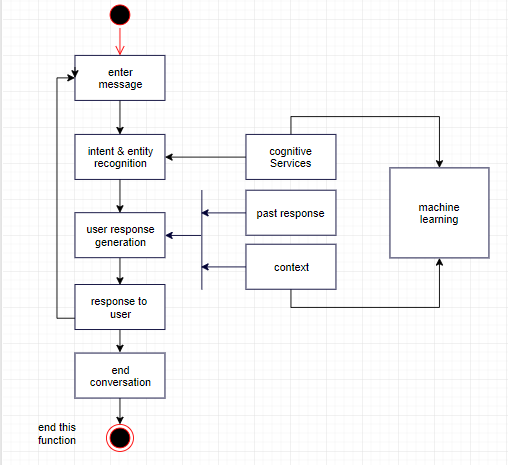 enter
message
intent & entity
recognition
cognitive
Services
machine
learning
user response
generation
past response
context
response to
user
end
conversation
end this
function